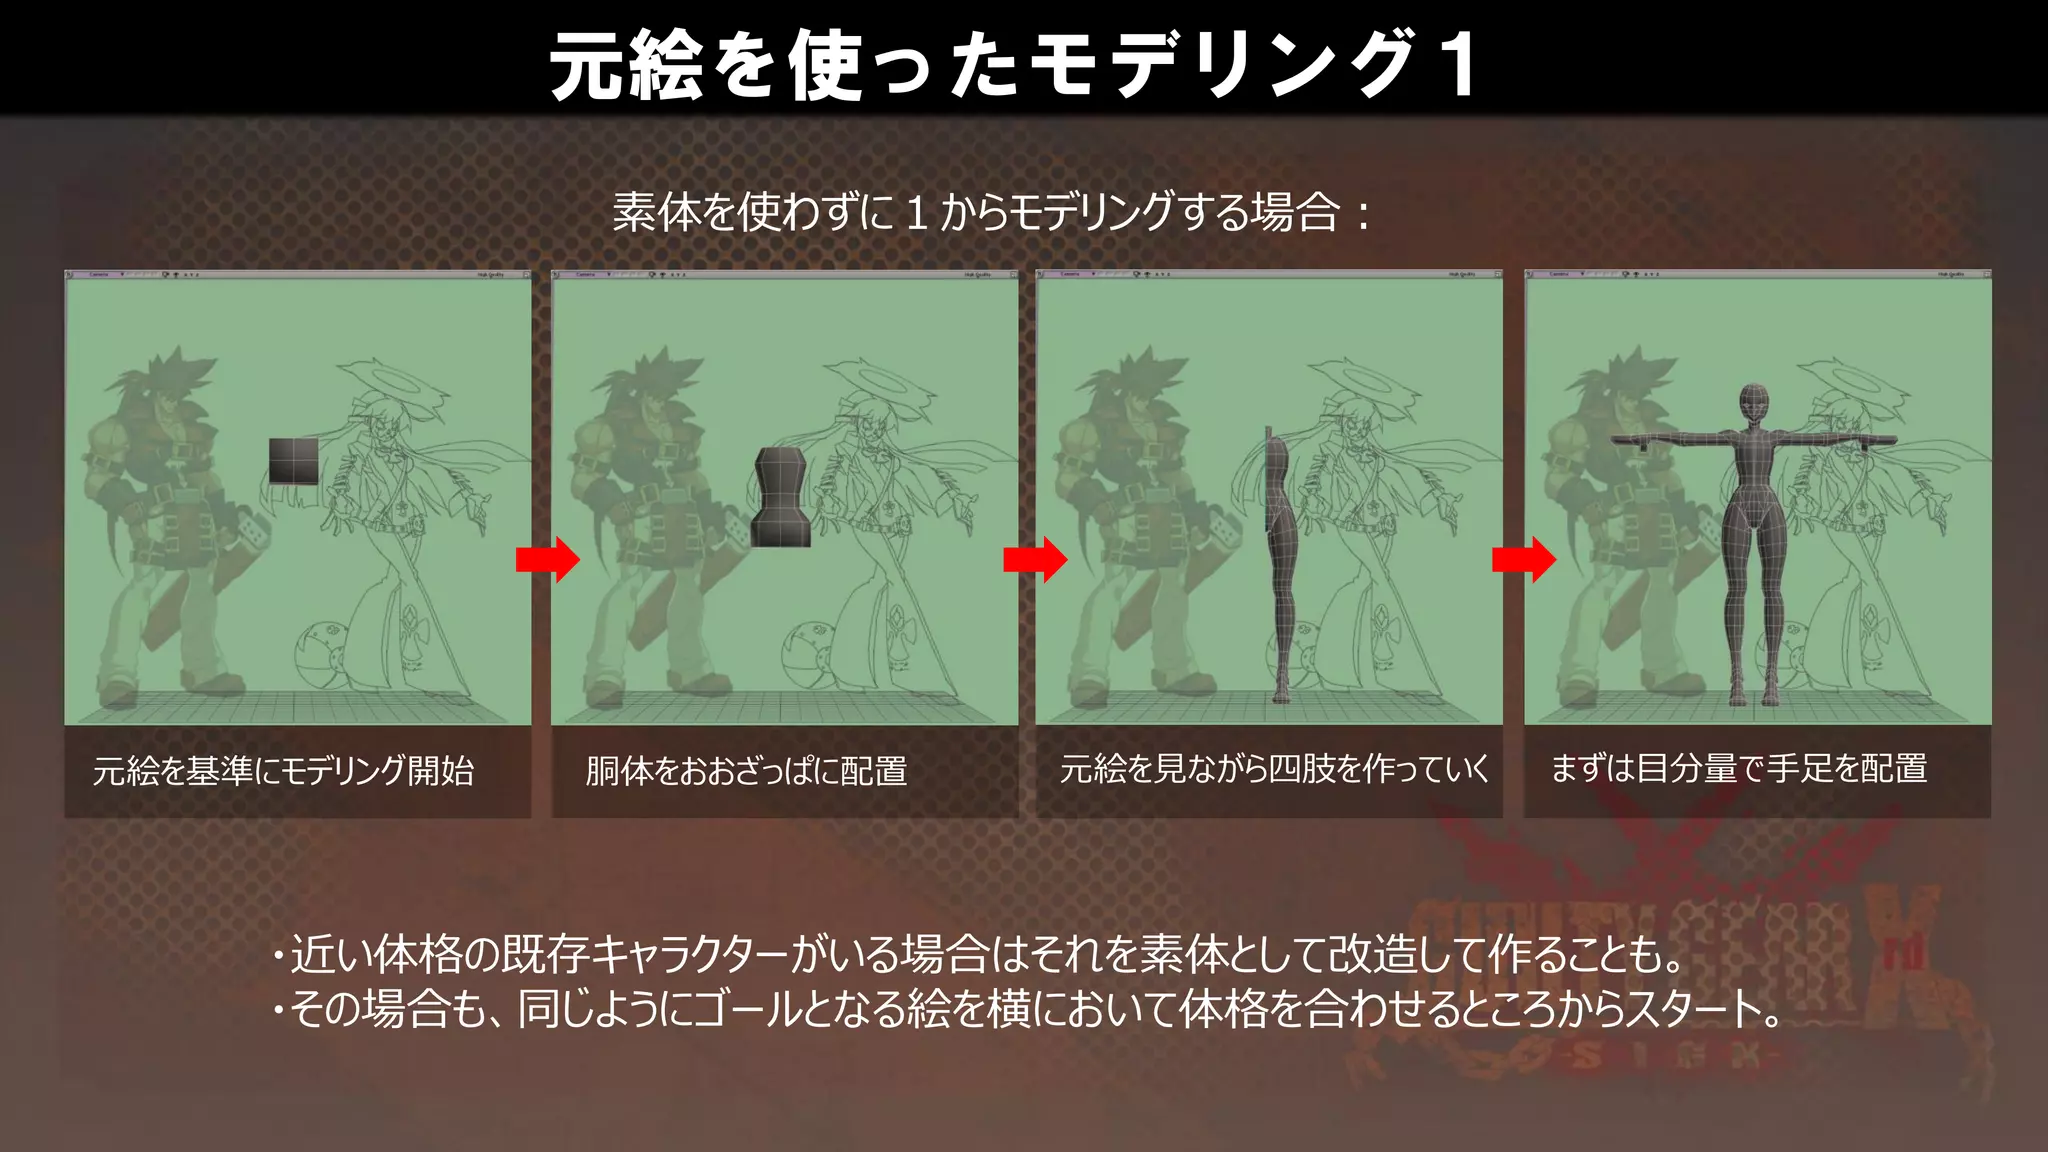 元絵を使ったモデリング１
素体を使わずに１からモデリングする場合：
元絵を基準にモデリング開始
胴体をおおざっぱに配置
元絵を見ながら四肢を作っていく
まずは目分量で手足を配置
・近い体格の既存キャラクターがいる場合はそれを素体として改造して作ることも。
・その場合も、同じようにゴールとなる絵を横において体格を合わせるところからスタート。
GUILTY GEAR Xrd
-SIGN-